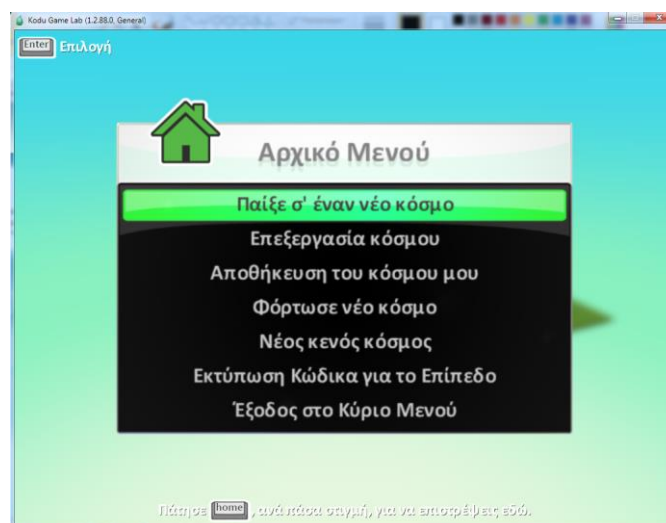 Kodu Game Lab (1.2.88.0, General)
Enter Επιλογή
Αρχικό Μενού
Παίξε σ' έναν νέο κόσμο
Επεξεργασία κόσμου
Αποθήκευση του κόσμου μου
Φόρτωσε νέο κόσμο
Νέος κενός κόσμος
Εκτύπωση Κώδικα για το Επίπεδο
Έξοδος στο Κύριο Μενού
Πάτησε home, ανά πάσα στιγμή, για να επιστρέψεις εδώ.